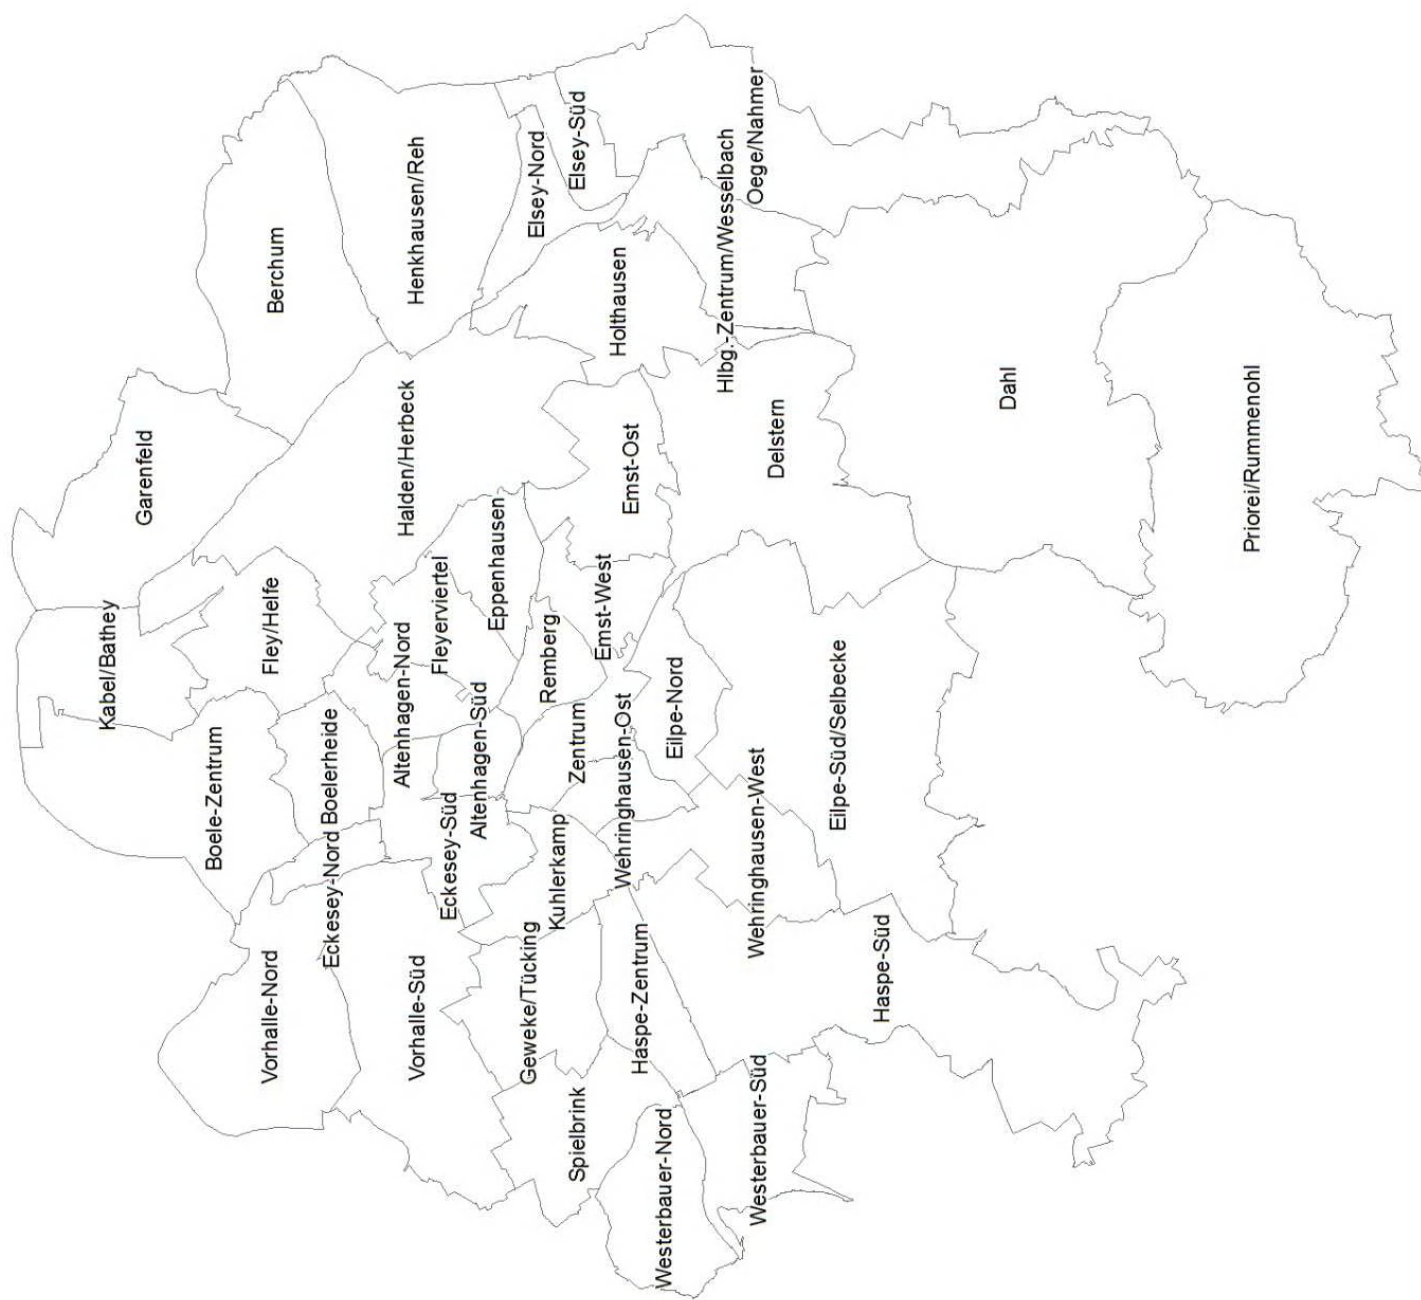 Garenfeld
Berchum
Kabel/Bathey
Boele-Zentrum
Fley/Helfe
Vorhalle-Nord
Eckesey-Nord
Boelerheide
Halden/Herbeck
Henkhausen/Reh
Altenhagen-Nord
Fleyerviertel
Vorhalle-Süd
Eckesey-Süd
Altenhagen-Süd
Eppenhausen
Elsey-Nord
Elsey-Süd
Geweke/Tücking
Kuhlerkamp
Zentrum
Remberg
Emst-West
Emst-Ost
Holthausen
Spielbrink
Haspe-Zentrum
Wehringhausen-Ost
Eilpe-Nord
Westerbauer-Nord
Westerbauer-Süd
Wehringhausen-West
Delstern
Hlbg.-Zentrum/Wesselbach
Oege/Nahmer
Haspe-Süd
Eilpe-Süd/Selbecke
Dahl
Priorei/Rummenohl